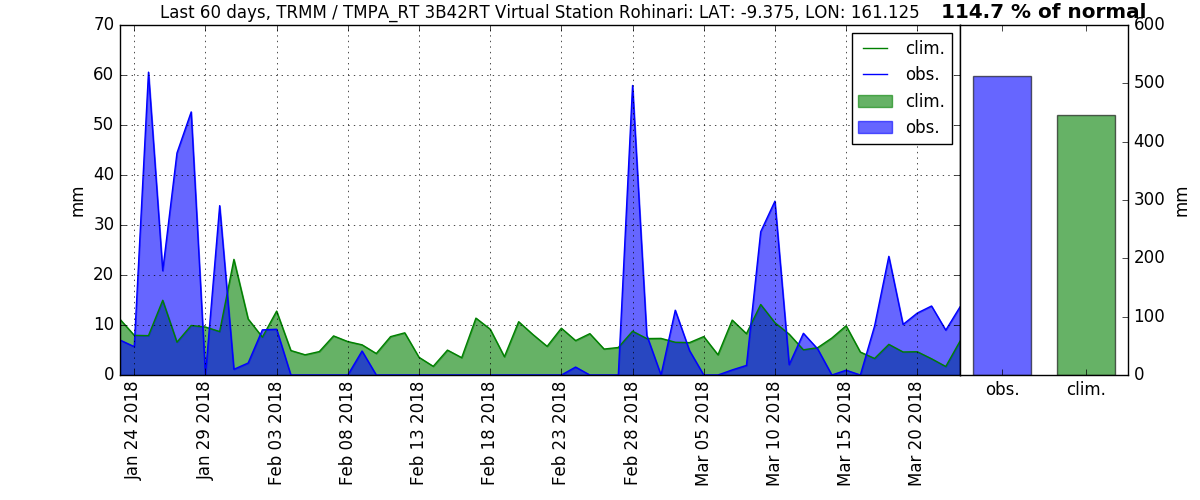 Last 60 days, TRMM / TMPA_RT 3B42RT Virtual Station Rohinari: LAT: -9.375, LON: 161.125
114.7 % of normal
70
60
50
40
30
20
10
0
mm
clim.
obs.
clim.
obs.
600
500
400
300
200
100
0
mm
Jan 24 2018
Jan 29 2018
Feb 03 2018
Feb 08 2018
Feb 13 2018
Feb 18 2018
Feb 23 2018
Feb 28 2018
Mar 05 2018
Mar 10 2018
Mar 15 2018
Mar 20 2018
obs.
clim.